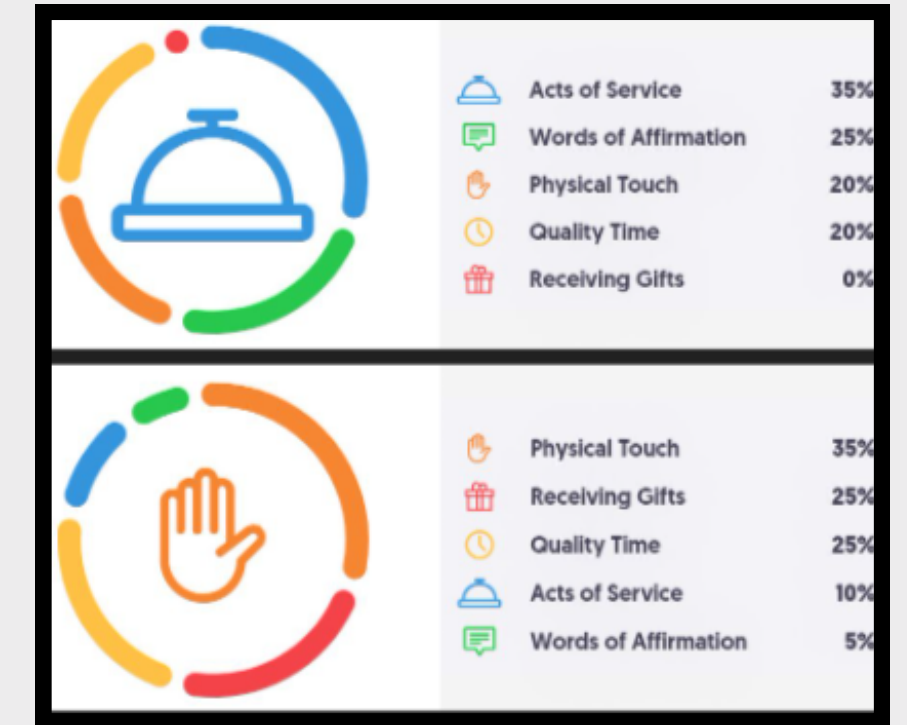 Acts of Service 35%
Words of Affirmation 25%
Physical Touch 20%
Quality Time 20%
Receiving Gifts 0%
Physical Touch 35%
Receiving Gifts 25%
Quality Time 25%
Acts of Service 10%
Words of Affirmation 5%